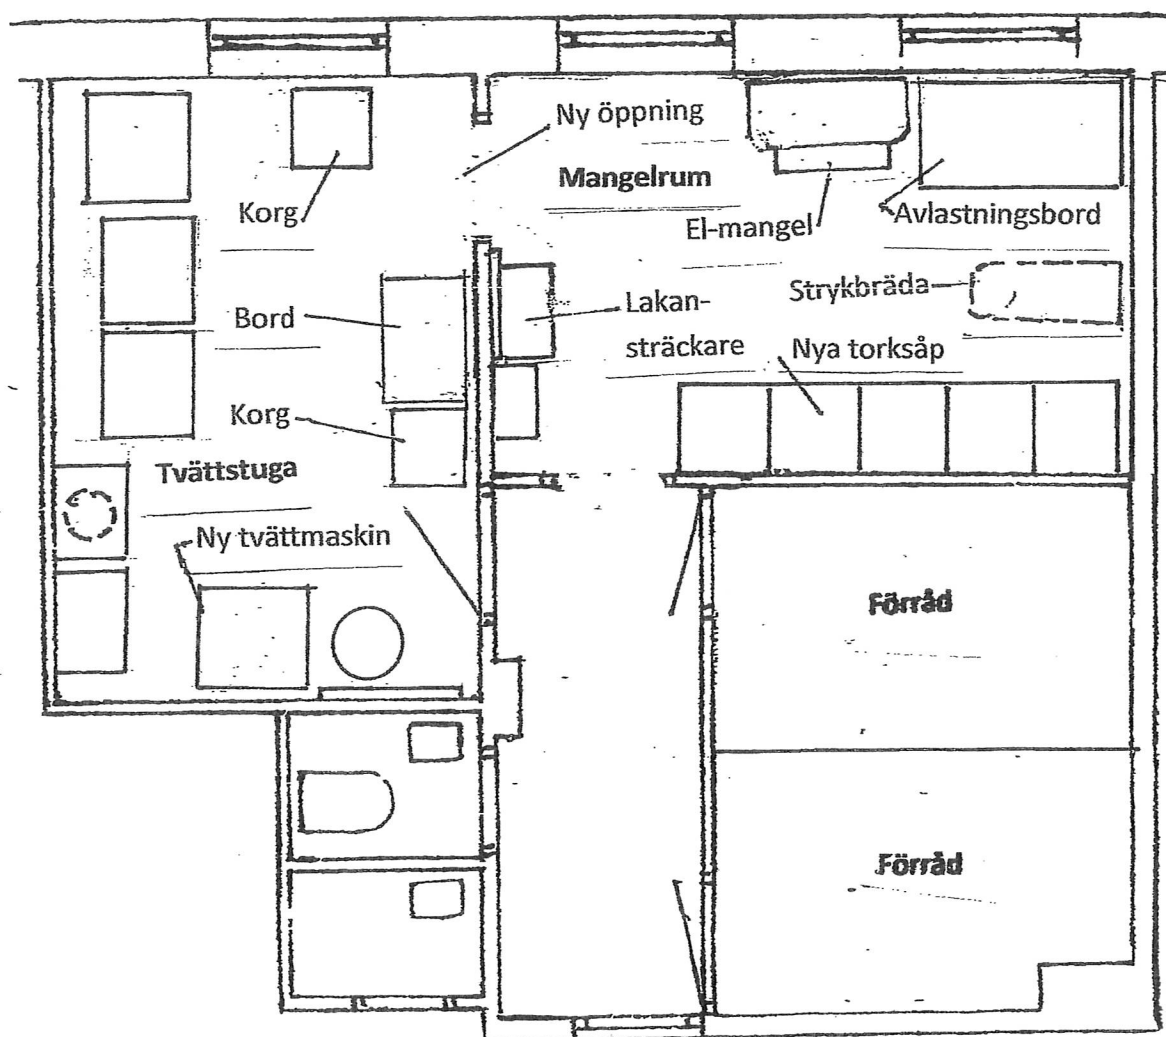 Ny öppning
Mangelrum
Korg
El-mangel
Avlastningsbord
Strykbräda
Bord
Lakan-
sträckare
Nya torksåp
Korg
Tvättstuga
Ny tvättmaskin
Förråd
Förråd